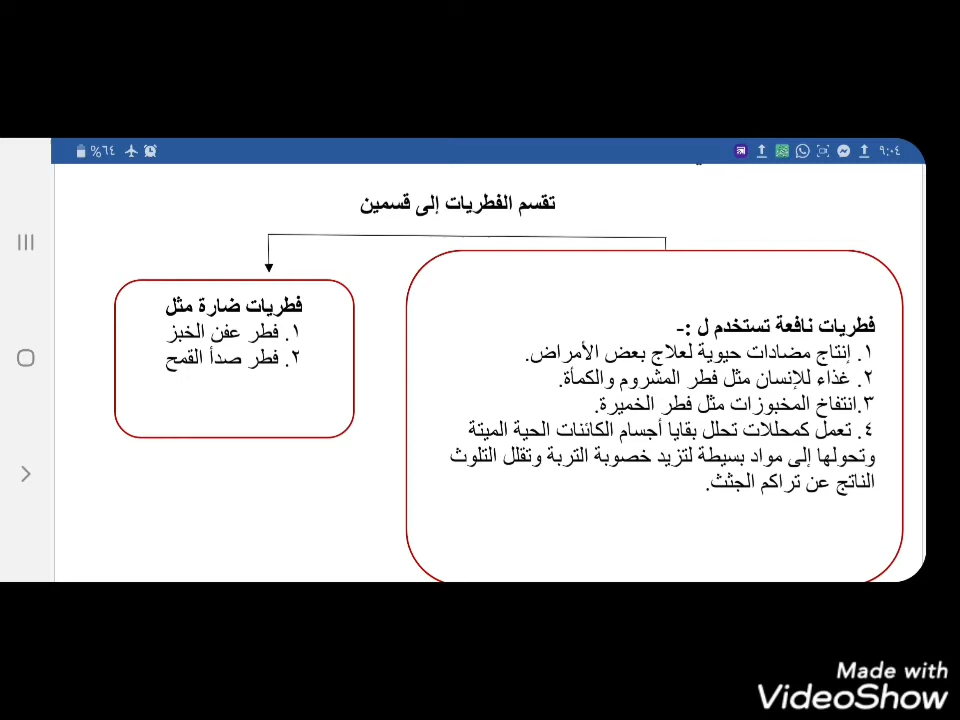 ٩:٠٤
%٦٤
تقسم الفطريات إلى قسمين
فطريات نافعة تستخدم ل :-
١. إنتاج مضادات حيوية لعلاج بعض الأمراض.
٢. غذاء للإنسان مثل فطر المشروم والكمأة.
٣.انتفاخ المخبوزات مثل فطر الخميرة.
٤. تعمل كمحللات تحلل بقايا أجسام الكائنات الحية الميتة
وتحولها إلى مواد بسيطة لتزيد خصوبة التربة وتقلل التلوث
الناتج عن تراكم الجثث.
فطريات ضارة مثل
١. فطر عفن الخبز
٢. فطر صدأ القمح
Made with
VideoShow